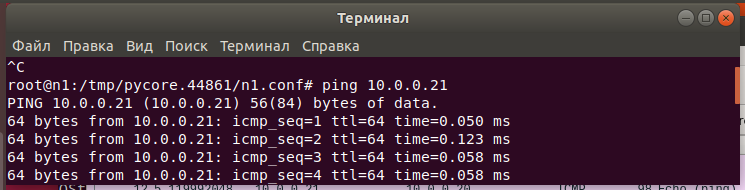 Терминал
Файл Правка Вид Поиск Терминал Справка
^C
root@n1:/tmp/pycore.44861/n1.conf# ping 10.0.0.21
PING 10.0.0.21 (10.0.0.21) 56(84) bytes of data.
64 bytes from 10.0.0.21: icmp_seq=1 ttl=64 time=0.050 ms
64 bytes from 10.0.0.21: icmp_seq=2 ttl=64 time=0.123 ms
64 bytes from 10.0.0.21: icmp_seq=3 ttl=64 time=0.058 ms
64 bytes from 10.0.0.21: icmp_seq=4 ttl=64 time=0.058 ms